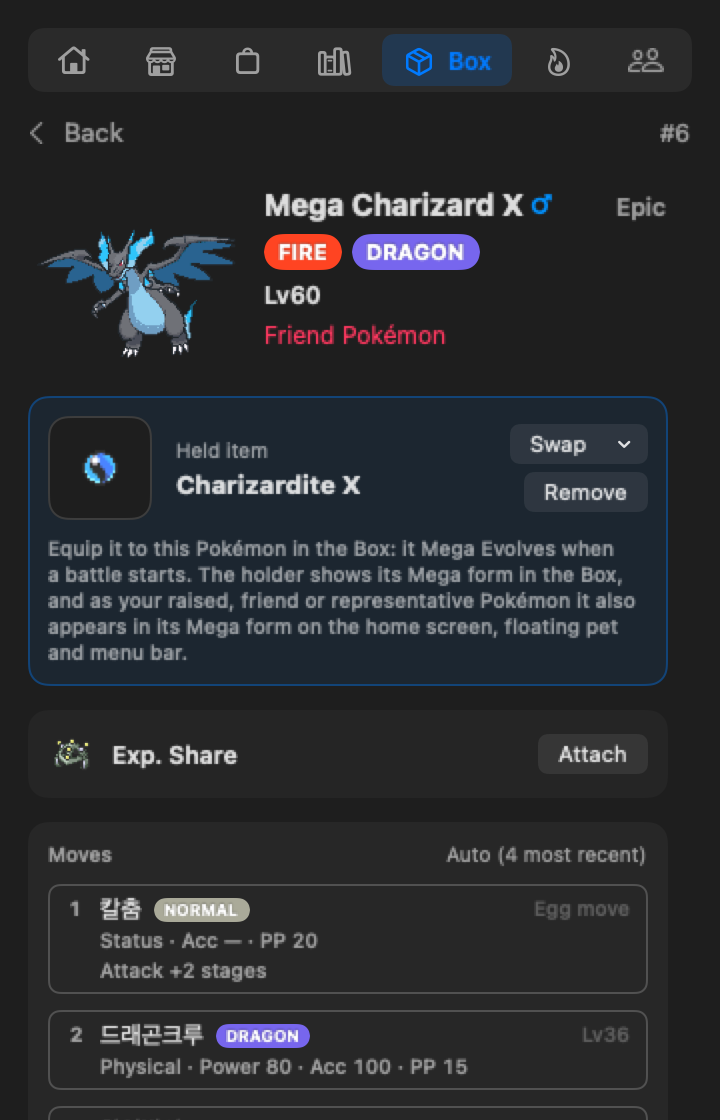 Box
Back
#6
Mega Charizard X ♂
Epic
FIRE DRAGON
Lv60
Friend Pokémon
Held item
Charizardite X
Swap
Remove
Equip it to this Pokémon in the Box: it Mega Evolves when
a battle starts. The holder shows its Mega form in the Box,
and as your raised, friend or representative Pokémon it also
appears in its Mega form on the home screen, floating pet
and menu bar.
Exp. Share
Attach
Moves
Auto (4 most recent)
1 칼춤 NORMAL
Egg move
Status · Acc — · PP 20
Attack +2 stages
2 드래곤크루 DRAGON
Lv36
Physical · Power 80 · Acc 100 · PP 15